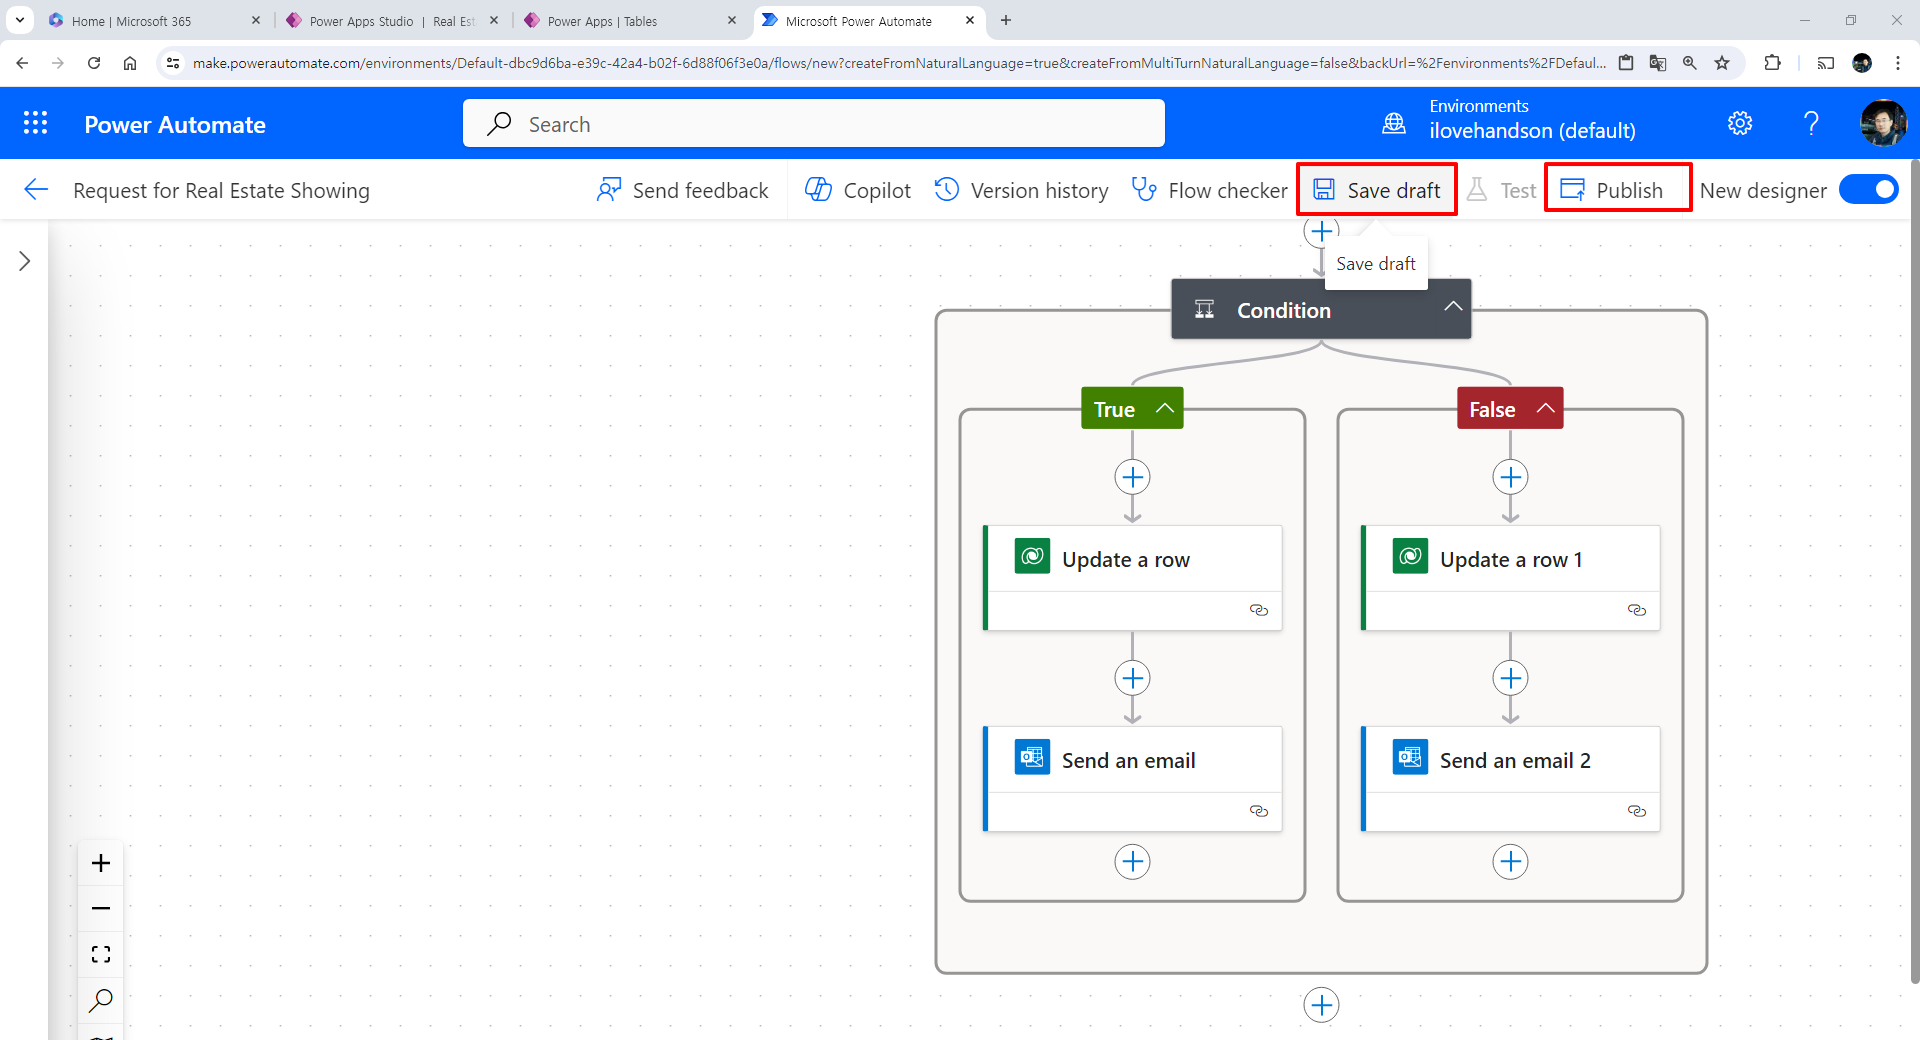 Home | Microsoft 365
Power Apps Studio | Real Est
Power Apps | Tables
Microsoft Power Automate
make.powerautomate.com/environments/Default-dbc9d6ba-e39c-42a4-b02f-6d88f06f3e0a/flows/new?createFromNaturalLanguage=true&createFromMultiTurnNaturalLanguage=false&backUrl=%2Fenvironments%2FDefaul...
Power Automate
Search
Environments
ilovehandson (default)
Request for Real Estate Showing
Send feedback
Copilot
Version history
Flow checker
Save draft
Test
Publish
New designer
Save draft
Condition
True
False
Update a row
Update a row 1
Send an email
Send an email 2